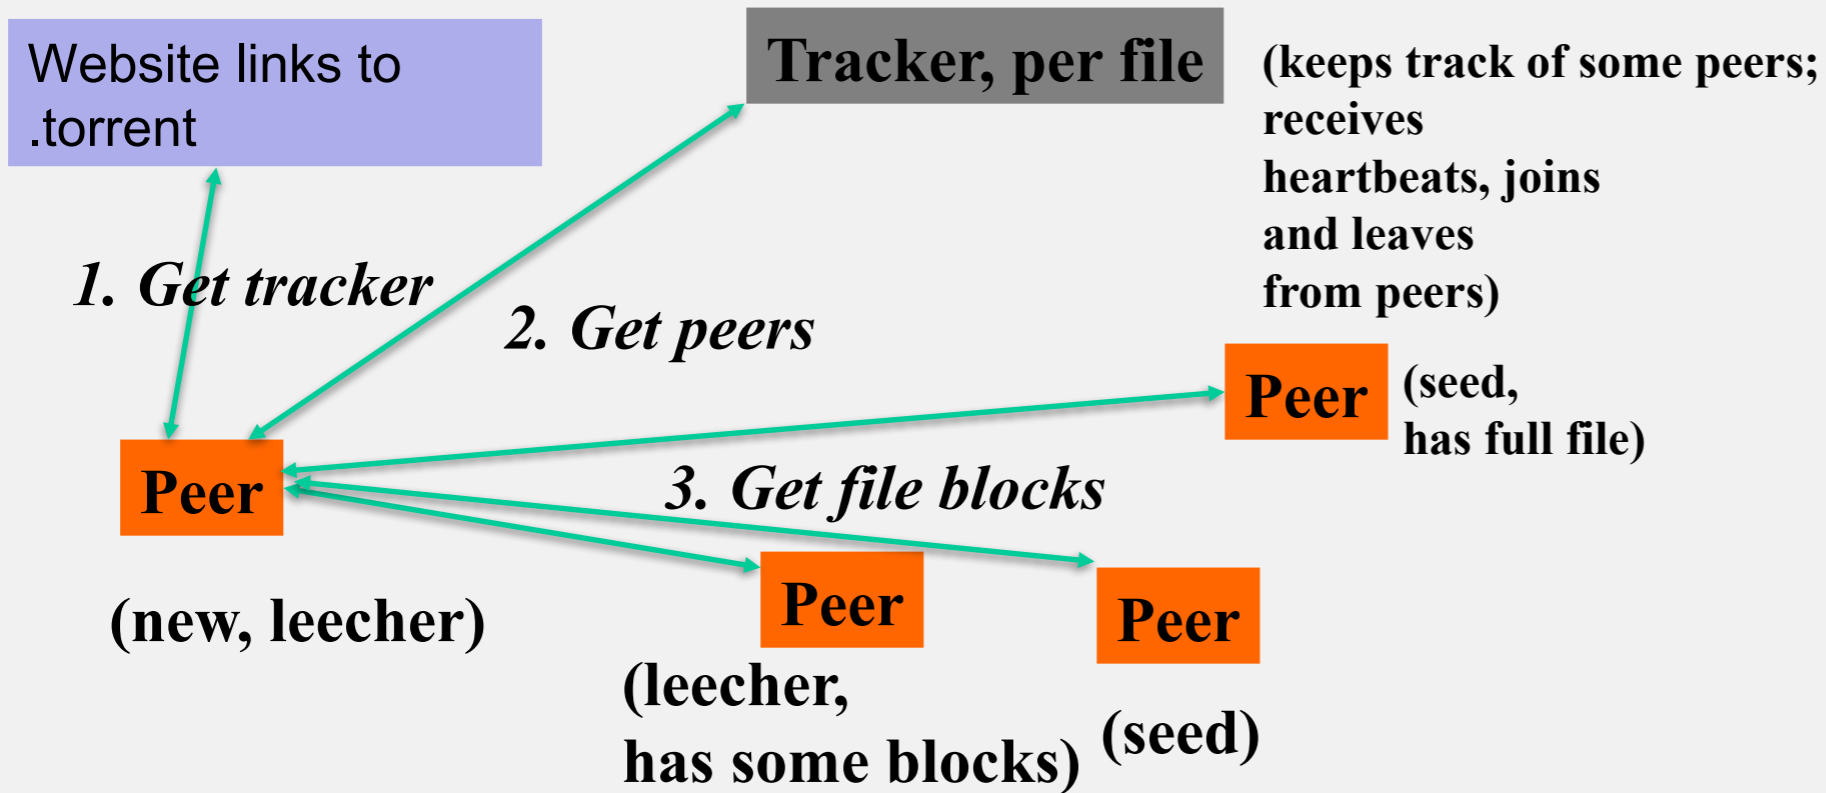 Website links to
.torrent
Tracker, per file
(keeps track of some peers;
receives
heartbeats, joins
and leaves
from peers)
1. Get tracker
2. Get peers
Peer
(seed,
has full file)
Peer
3. Get file blocks
(new, leecher)
Peer
Peer
(leecher,
has some blocks)
(seed)